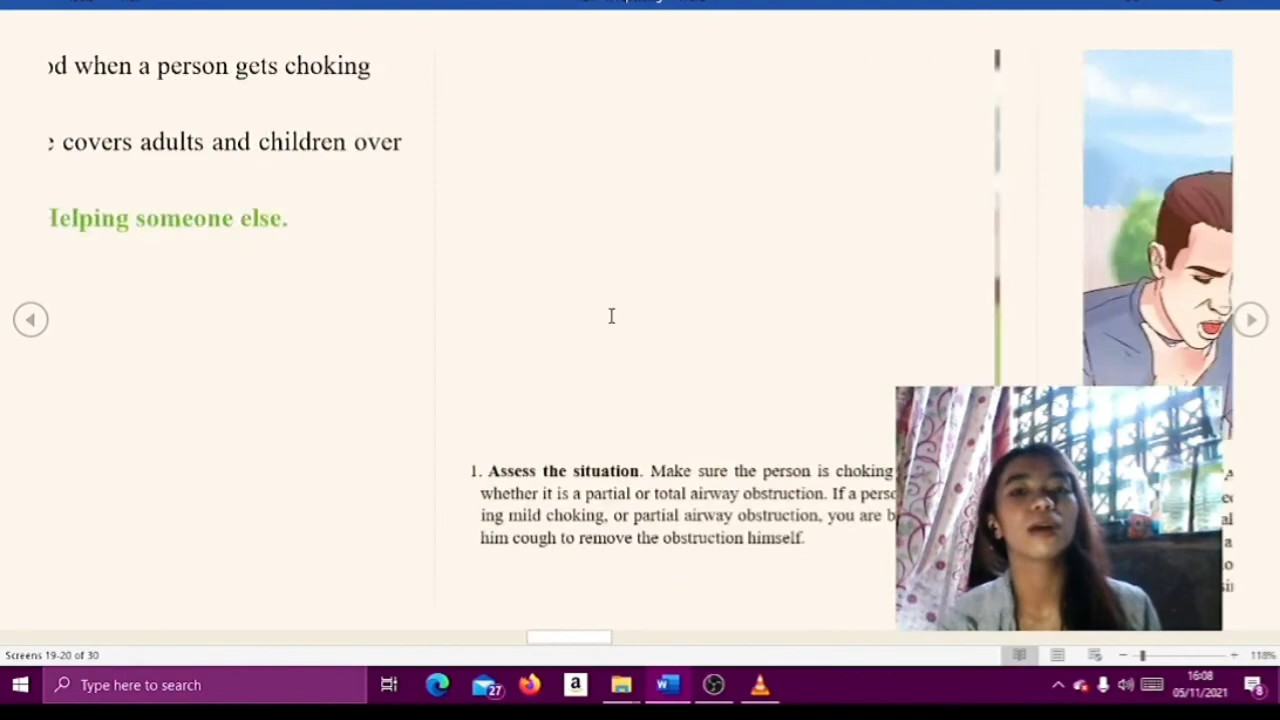 when a person gets choking
covers adults and children over
Helping someone else.
1. Assess the situation. Make sure the person is choking
whether it is a partial or total airway obstruction. If a
ing mild choking, or partial airway obstruction, you are
him cough to remove the obstruction himself.
Screens 19-20 of 30
118%
Type here to search
27
a
W
16:08
05/11/2021
8